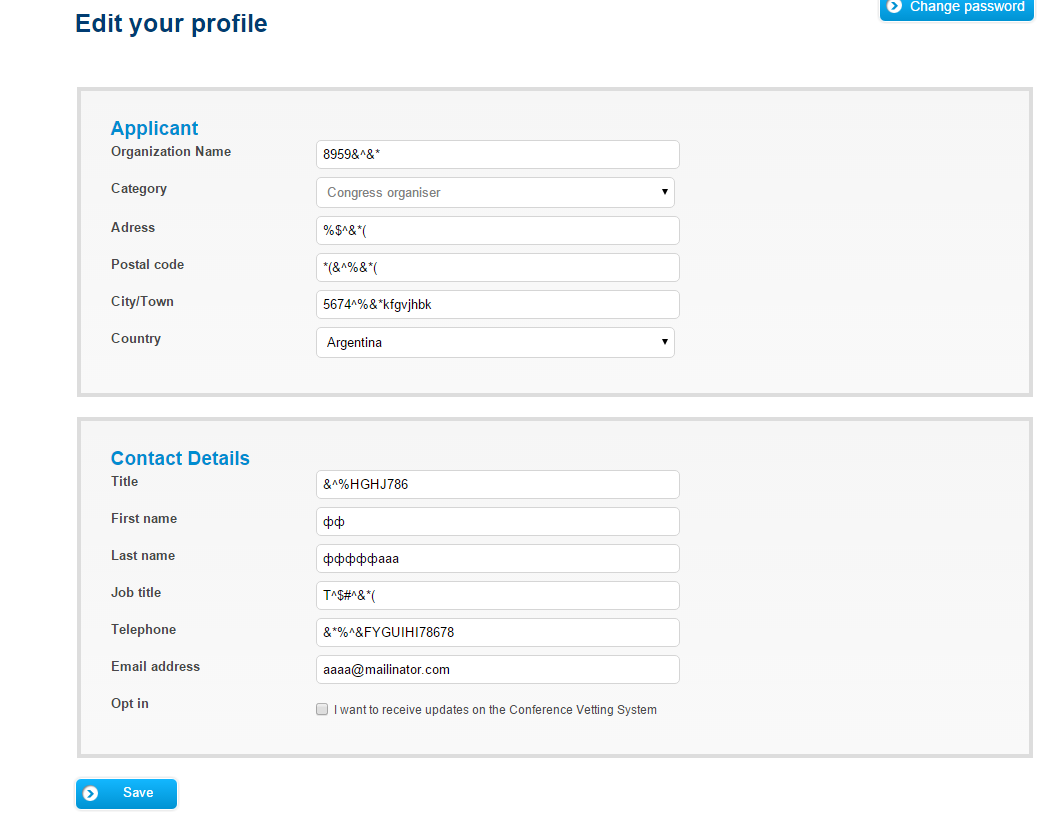 Change password
Edit your profile
Applicant
Organization Name
8959&^&*
Category
Congress organiser
Adress
%$^&*(
Postal code
*(&^%&*(
City/Town
5674^%&*kfgvjhbk
Country
Argentina
Contact Details
Title
&^%HGHJ786
First name
фф
Last name
фффффааа
Job title
T^$#^&*(
Telephone
&*%^&FYGUIHI78678
Email address
aaaa@mailinator.com
Opt in
I want to receive updates on the Conference Vetting System
Save